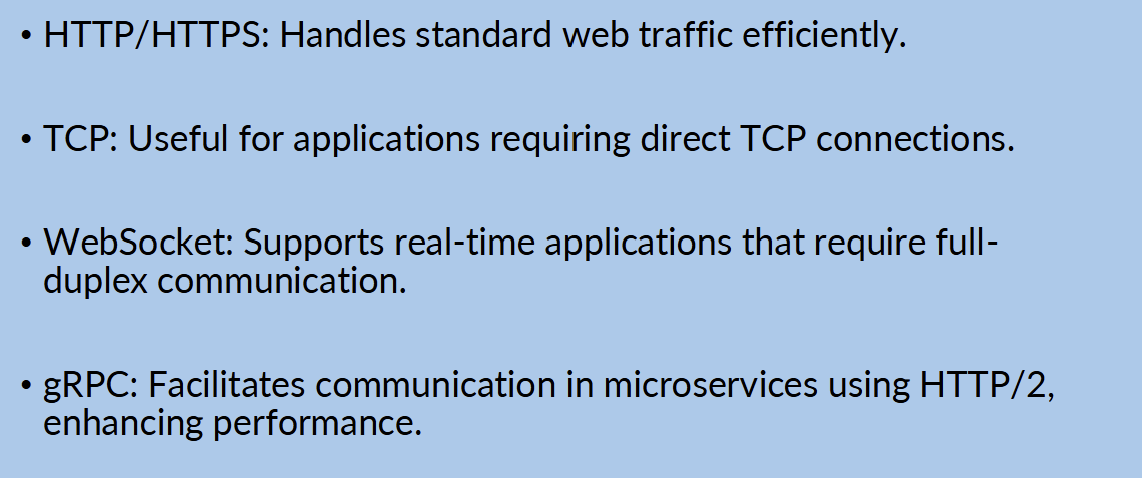 • HTTP/HTTPS: Handles standard web traffic efficiently.
• TCP: Useful for applications requiring direct TCP connections.
• WebSocket: Supports real-time applications that require full-
duplex communication.
• gRPC: Facilitates communication in microservices using HTTP/2,
enhancing performance.